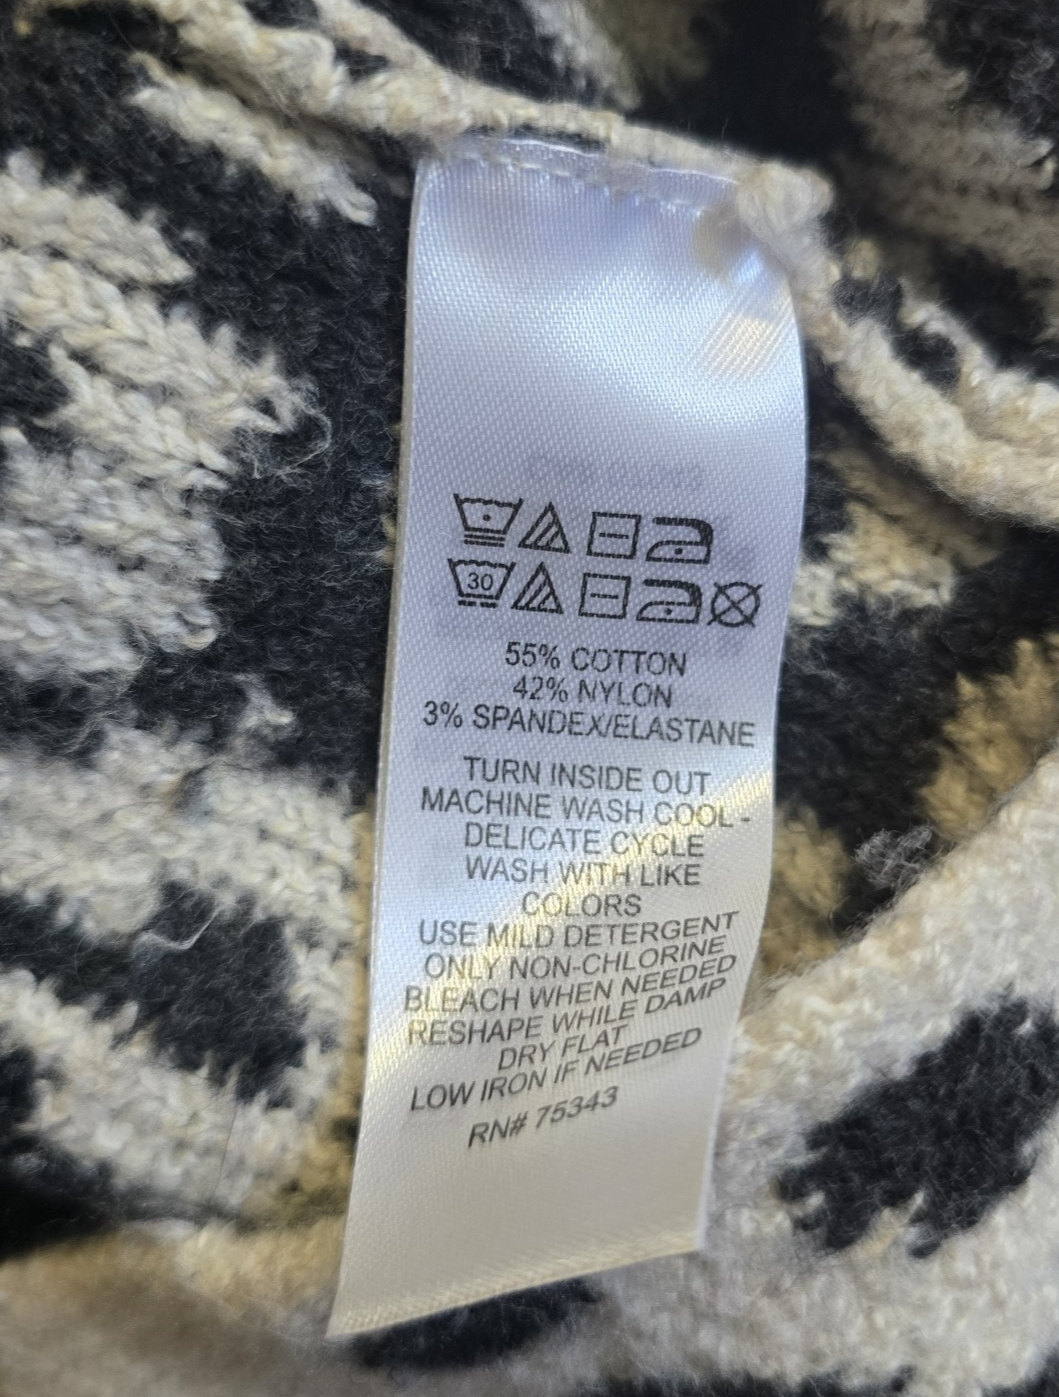 30
55% COTTON
42% NYLON
3% SPANDEX/ELASTANE
TURN INSIDE OUT
MACHINE WASH COOL -
DELICATE CYCLE
WASH WITH LIKE
COLORS
USE MILD DETERGENT
ONLY NON-CHLORINE
BLEACH WHEN NEEDED
RESHAPE WHILE DAMP
DRY FLAT
LOW IRON IF NEEDED
RN# 75343